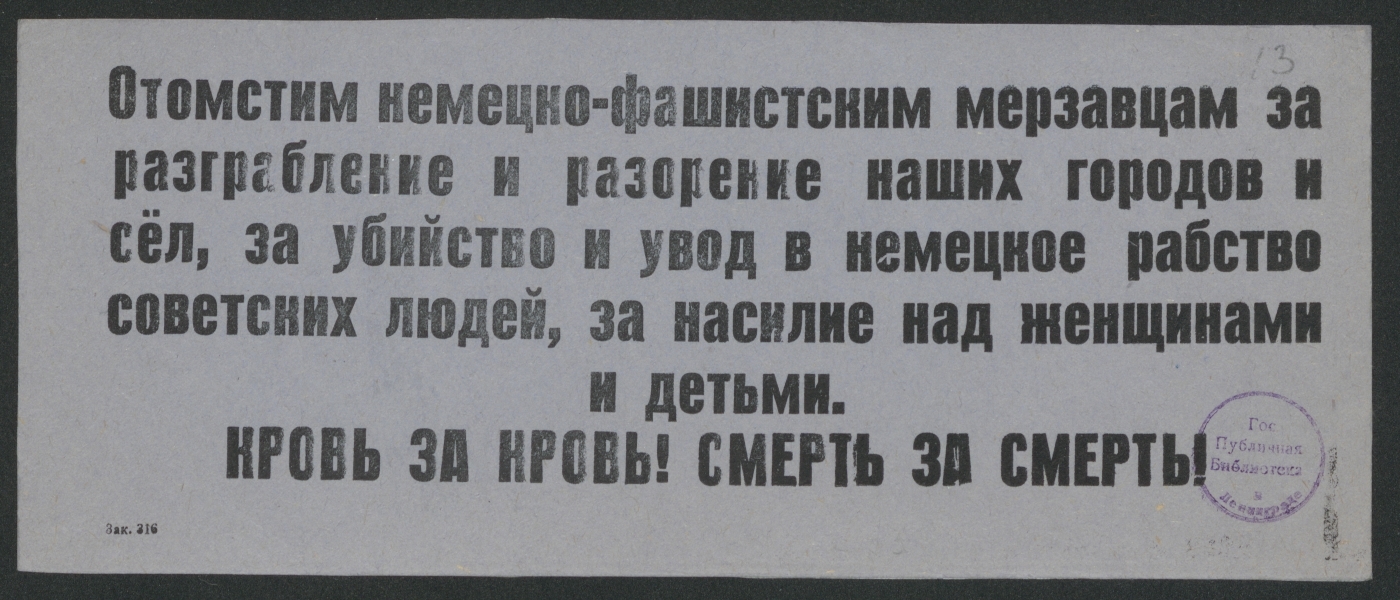 13
Отомстим немецко-фашистским мерзавцам за
разграбление и разорение наших городов и
сёл, за убийство и увод в немецкое рабство
советских людей, за насилие над женщинами
и детьми.
КРОВЬ ЗА КРОВЬ! СМЕРТЬ ЗА СМЕРТЬ!
Гос.
Публичная
Библиотека
в
Ленинграде
Зак. 316